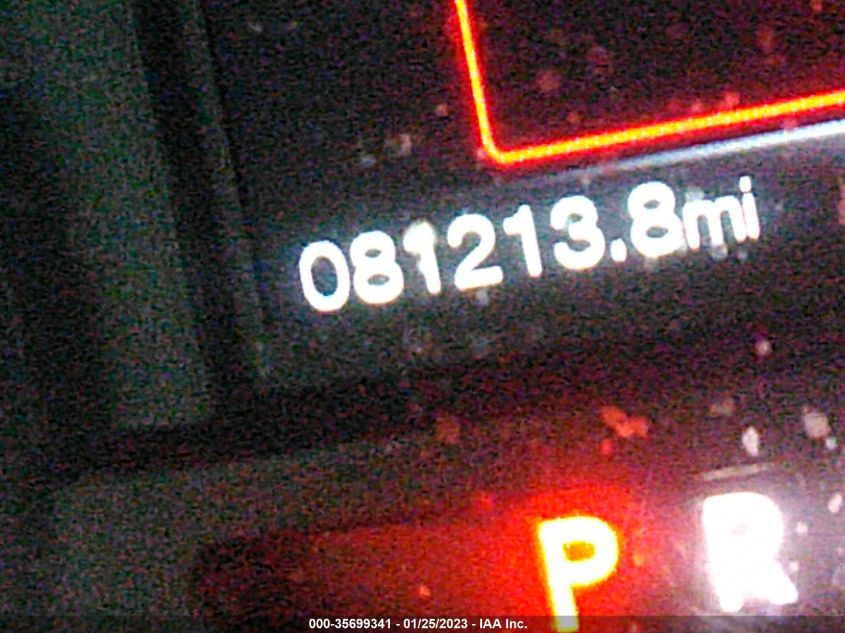 081213.8mi
P R
000-35699341 - 01/25/2023 - IAA Inc.